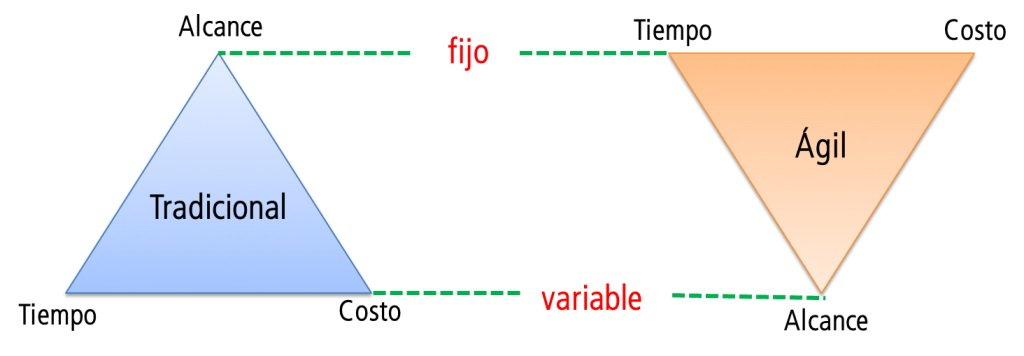 Alcance
fijo
Tiempo
Costo
Tradicional
Ágil
Tiempo
Costo
variable
Alcance